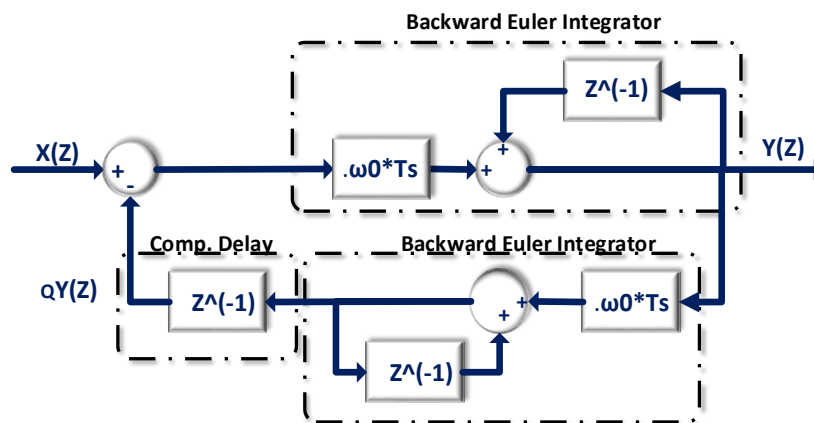 Backward Euler Integrator
Z^(-1)
X(Z)
+
-
.ω0*Ts
+
+
Y(Z)
Comp. Delay
Backward Euler Integrator
QY(Z)
Z^(-1)
+
+
.ω0*Ts
Z^(-1)